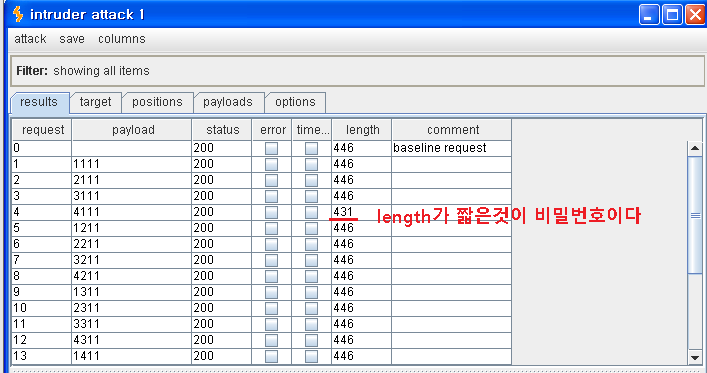 intruder attack 1
attack save columns
Filter: showing all items
results target positions payloads options
request payload status error time... length comment
0 200 446 baseline request
1 1111 200 446
2 2111 200 446
3 3111 200 446
4 4111 200 431 length가 짧은것이 비밀번호이다
5 1211 200 446
6 2211 200 446
7 3211 200 446
8 4211 200 446
9 1311 200 446
10 2311 200 446
11 3311 200 446
12 4311 200 446
13 1411 200 446